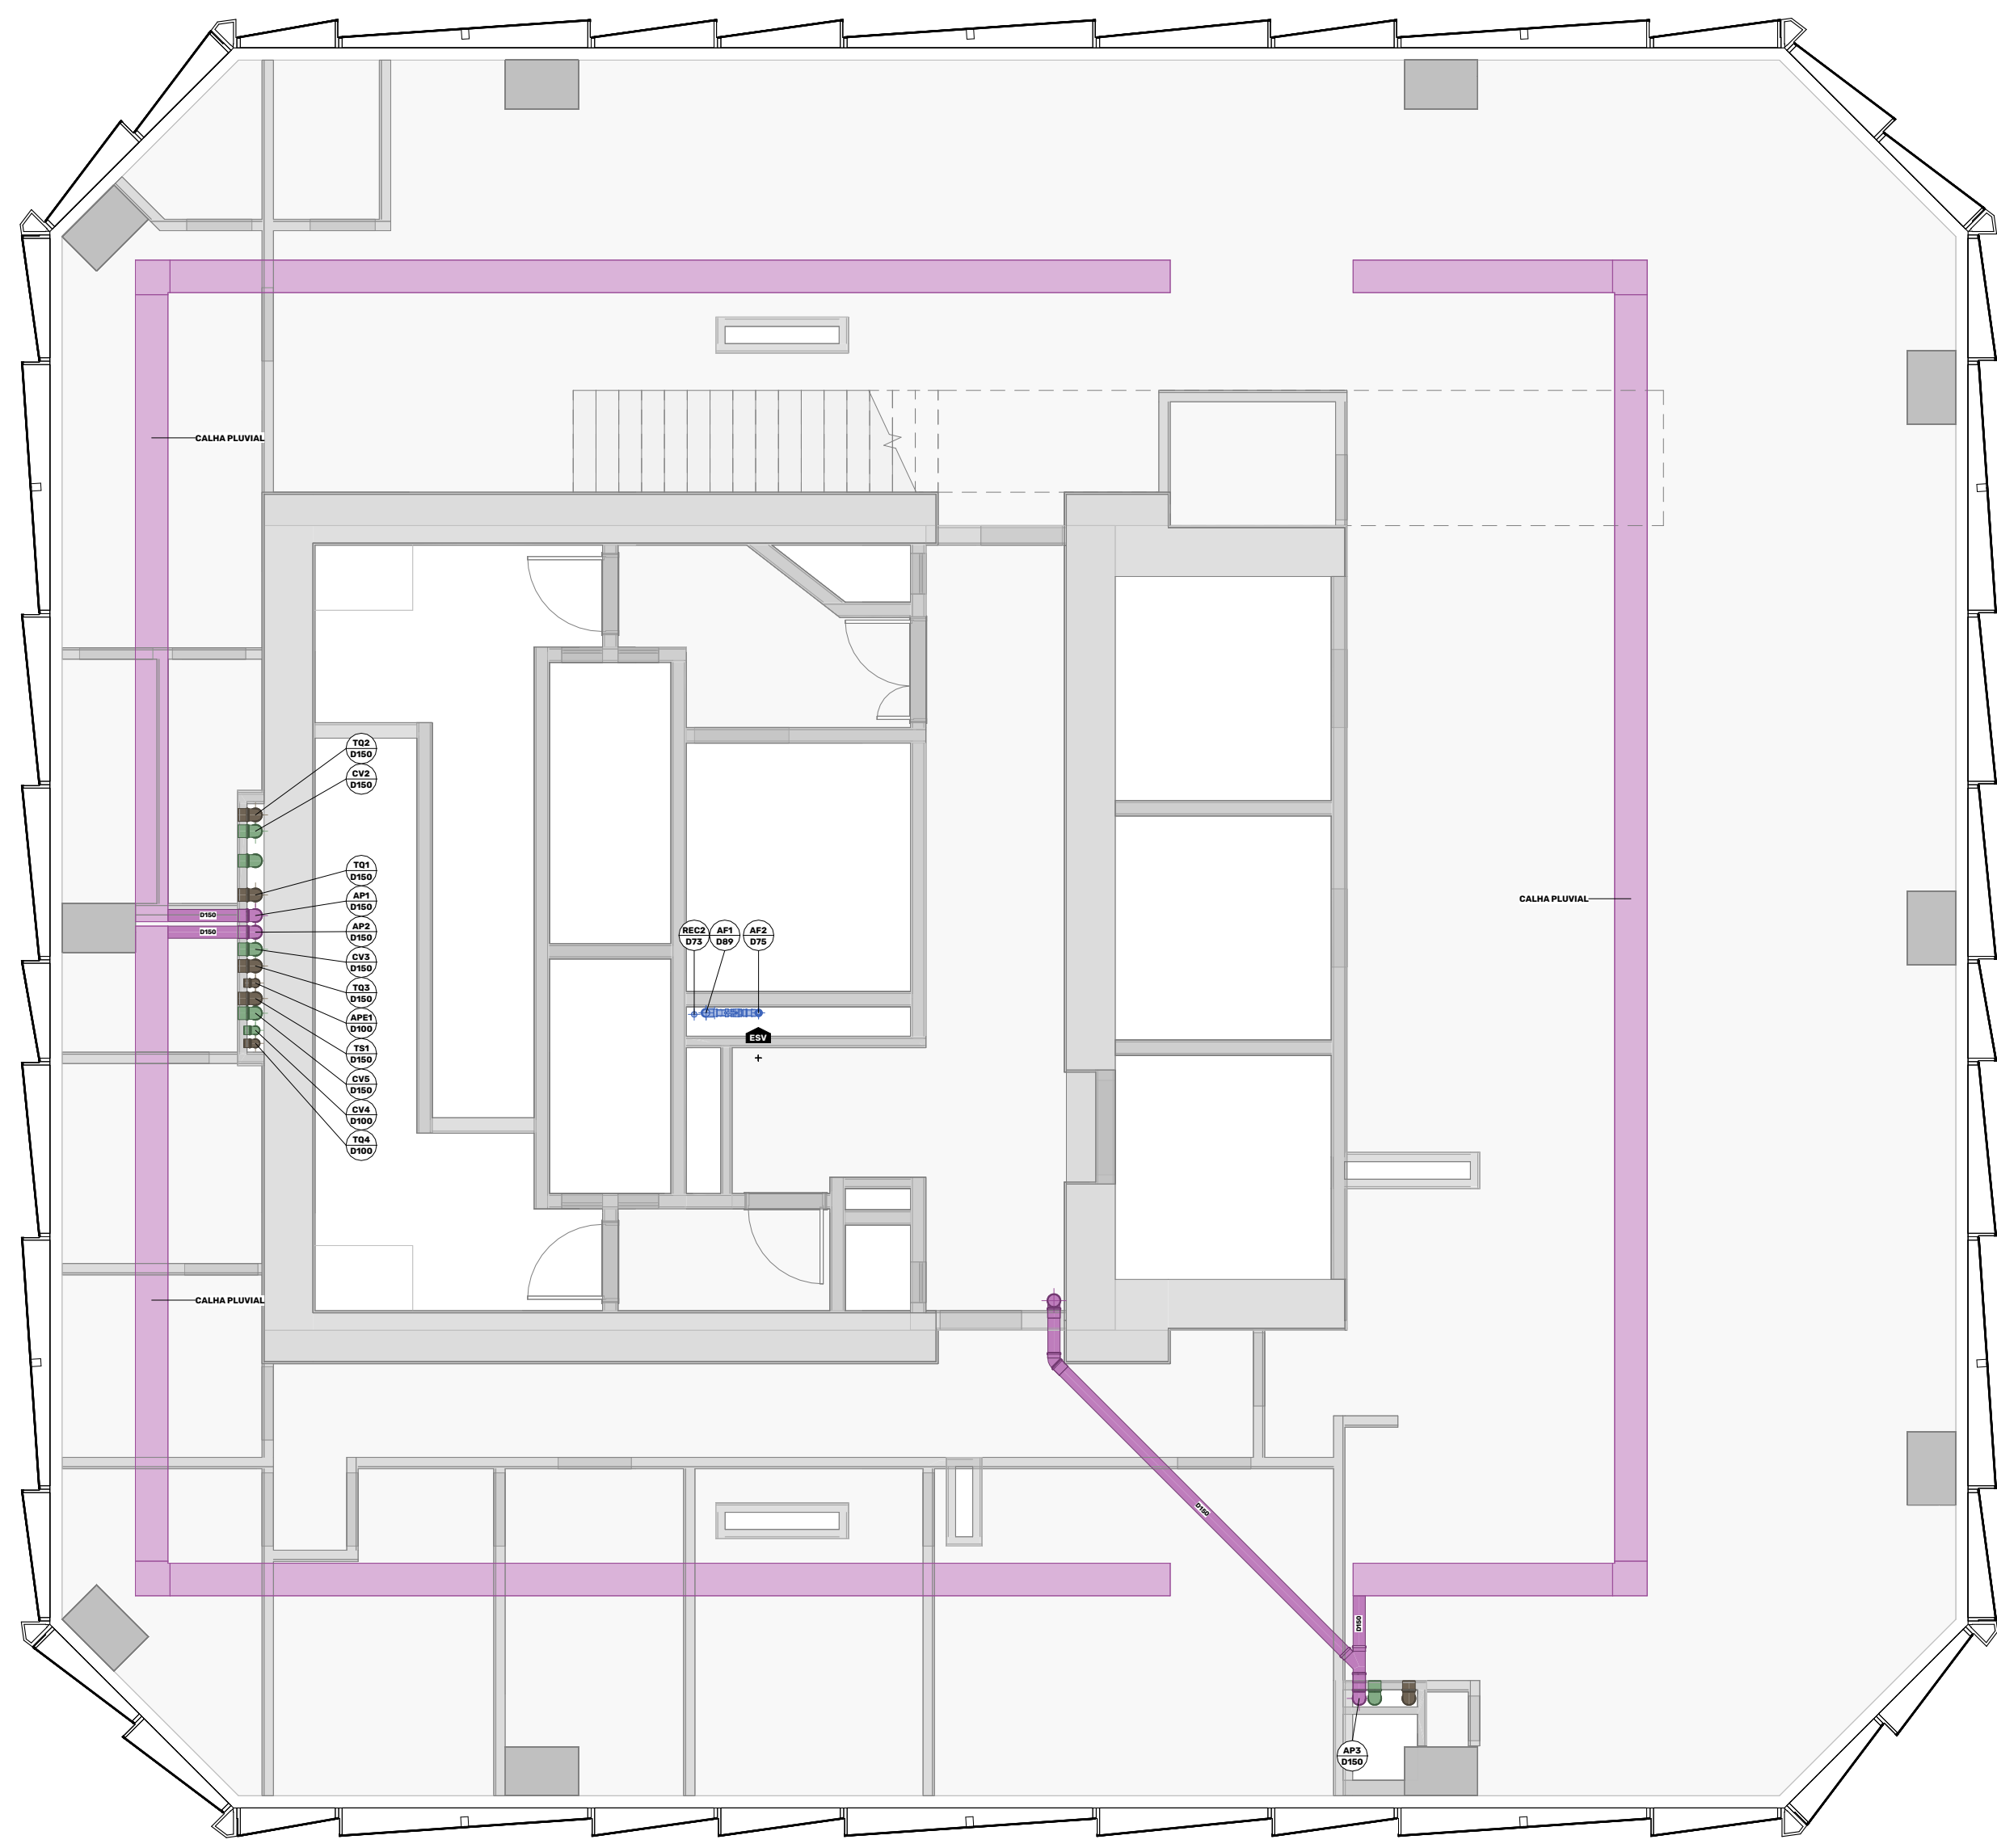 CALHA PLUVIAL
TQ2
D150
CV2
D150
TQ1
D150
AP1
D150
AP2
D150
CV3
D150
TQ3
D150
APE1
D100
TS1
D150
CV5
D150
CV4
D100
TQ4
D100
D150
D150
REC2
D73
AF1
D89
AF2
D75
ESV
CALHA PLUVIAL
CALHA PLUVIAL
D150
D150
AP3
D150